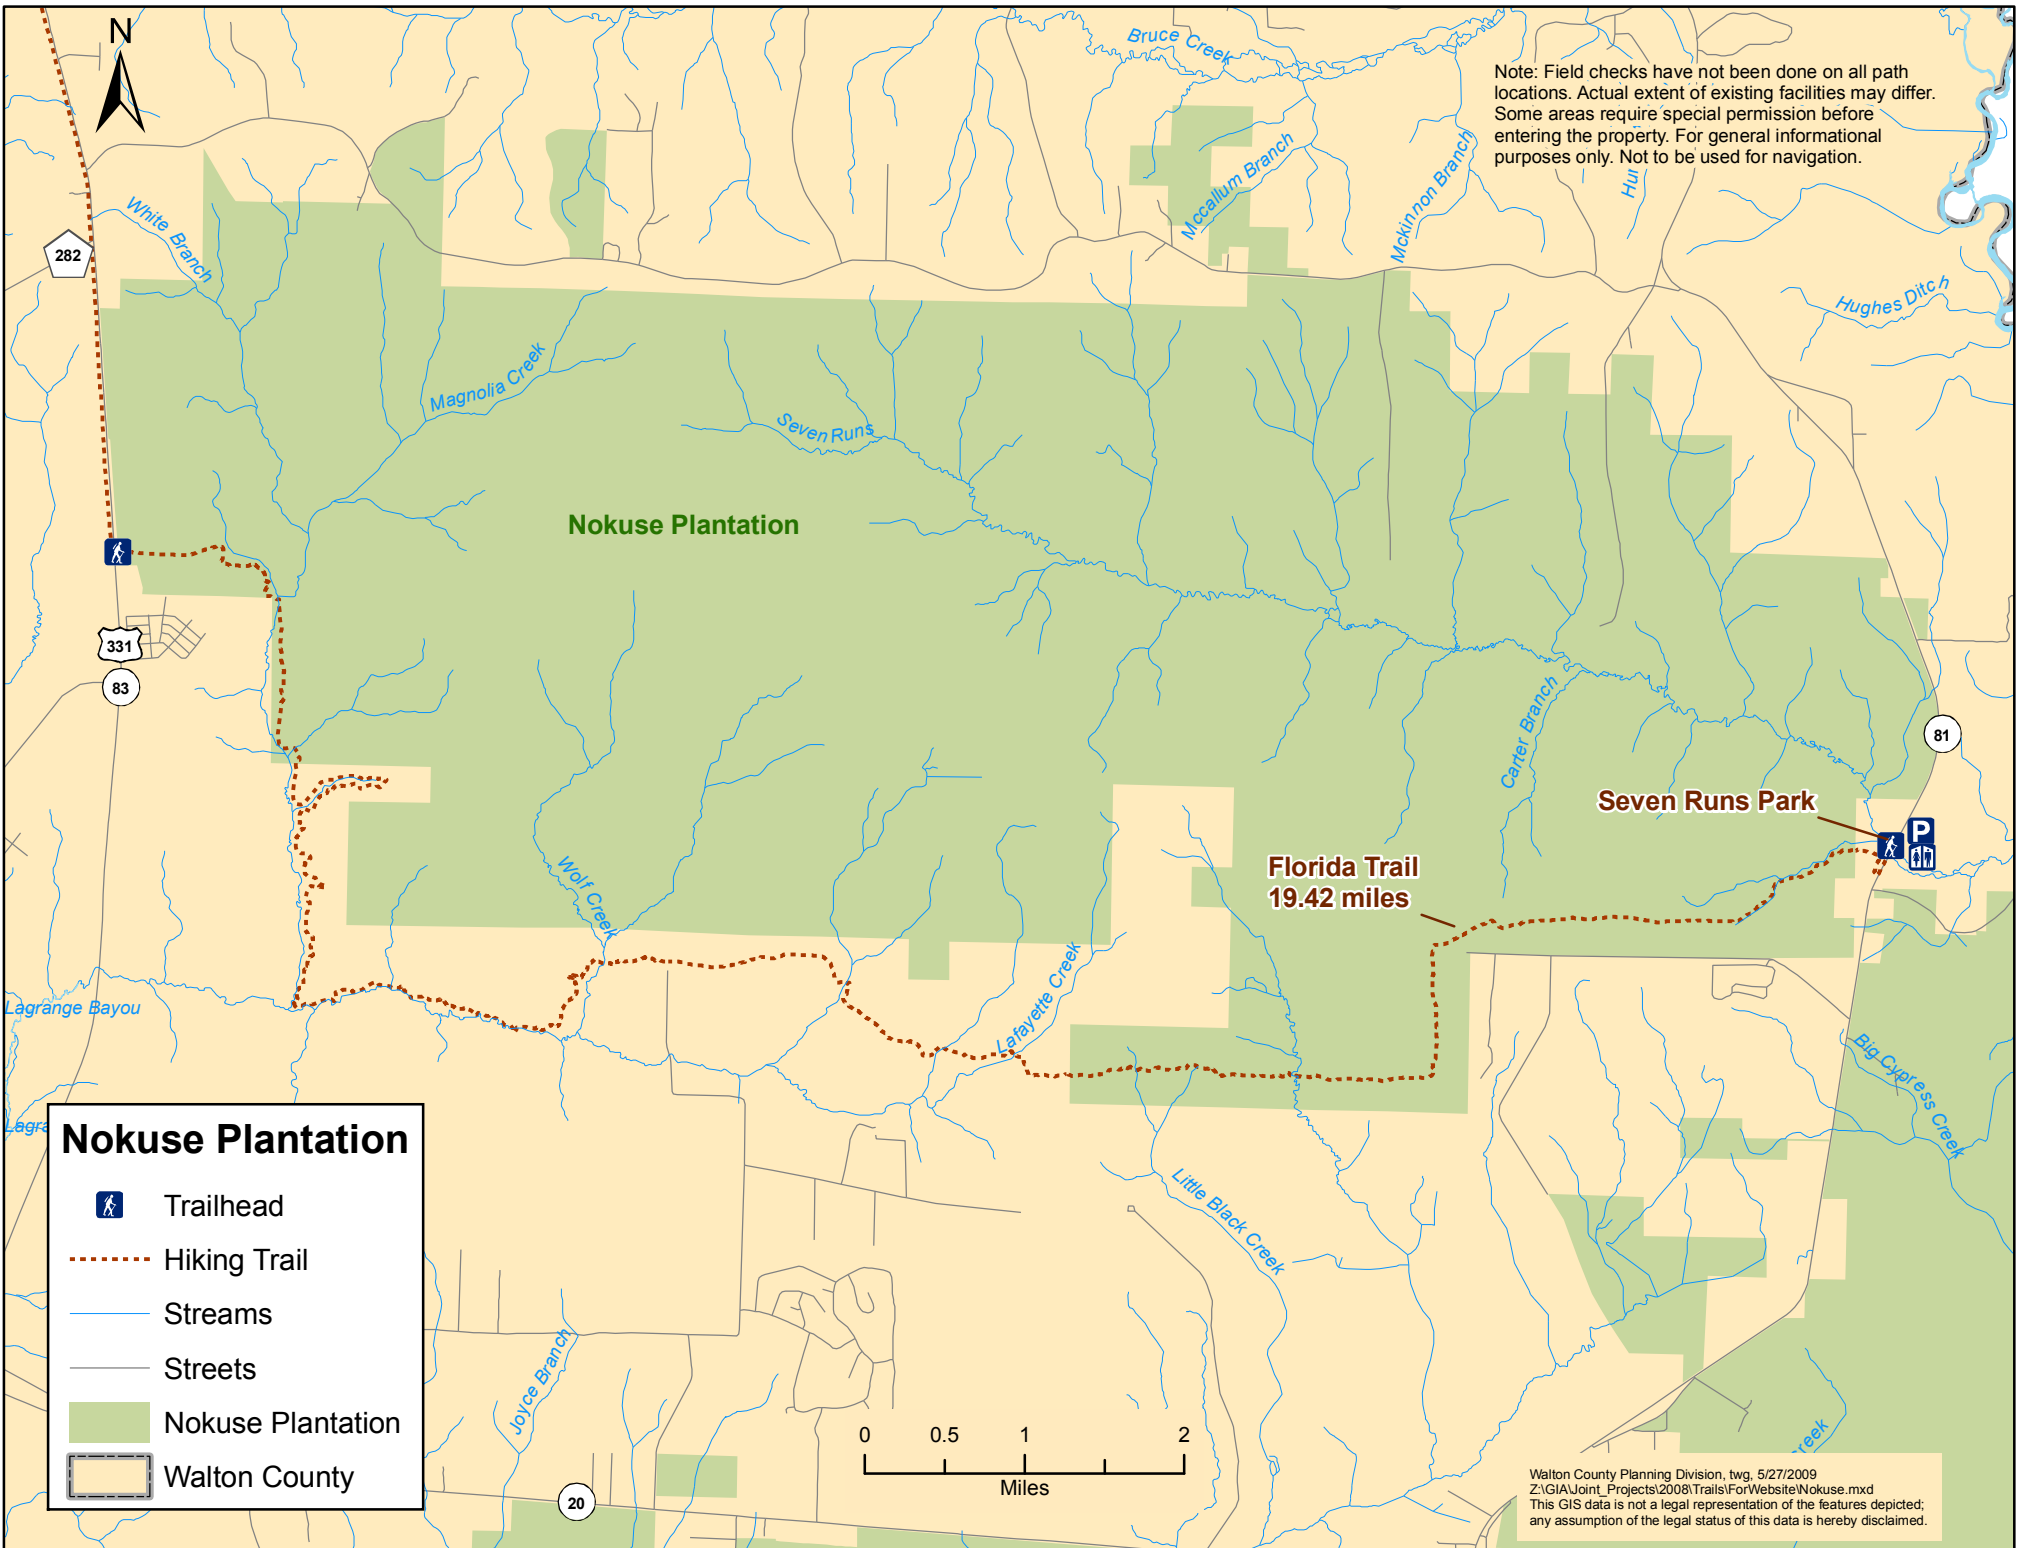 N
Bruce Creek
Note: Field checks have not been done on all path
locations. Actual extent of existing facilities may differ.
Some areas require special permission before
entering the property. For general informational
purposes only. Not to be used for navigation.
Mccallum Branch
Mckinnon Branch
White Branch
282
Hughes Ditch
Magnolia Creek
Seven Runs
Nokuse Plantation
331
83
Carter Branch
81
Seven Runs Park
P
Wolf Creek
Florida Trail
19.42 miles
Lafayette Creek
Lagrange Bayou
Big Cypress Creek
Little Black Creek
Joyce Branch
Nokuse Plantation
Trailhead
Hiking Trail
Streams
Streets
Nokuse Plantation
Walton County
0 0.5 1 2
Miles
20
Walton County Planning Division, twg, 5/27/2009
Z:\GIA\Joint_Projects\2008\Trails\ForWebsite\Nokuse.mxd
This GIS data is not a legal representation of the features depicted;
any assumption of the legal status of this data is hereby disclaimed.